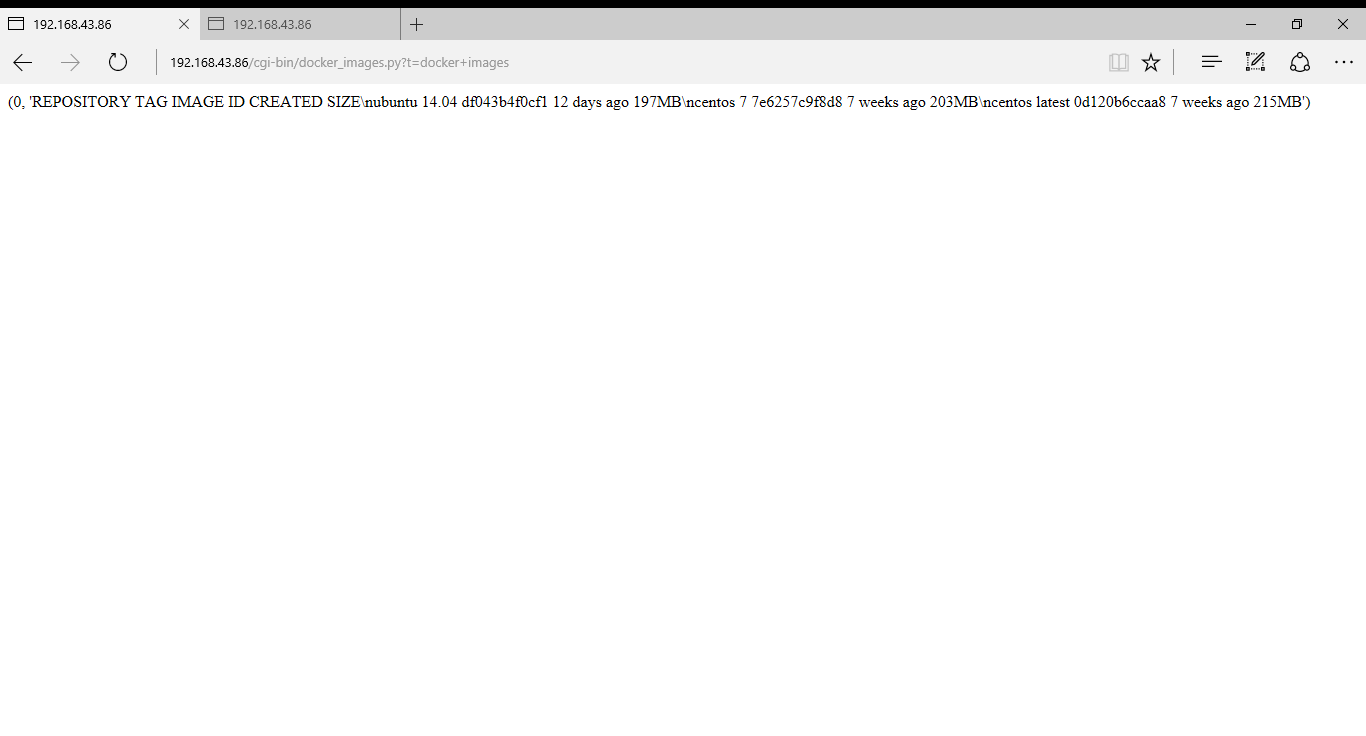 192.168.43.86
192.168.43.86
192.168.43.86/cgi-bin/docker_images.py?t=docker+images
(0, 'REPOSITORY TAG IMAGE ID CREATED SIZE\nubuntu 14.04 df043b4f0cf1 12 days ago 197MB\ncentos 7 7e6257c9f8d8 7 weeks ago 203MB\ncentos latest 0d120b6ccaa8 7 weeks ago 215MB')